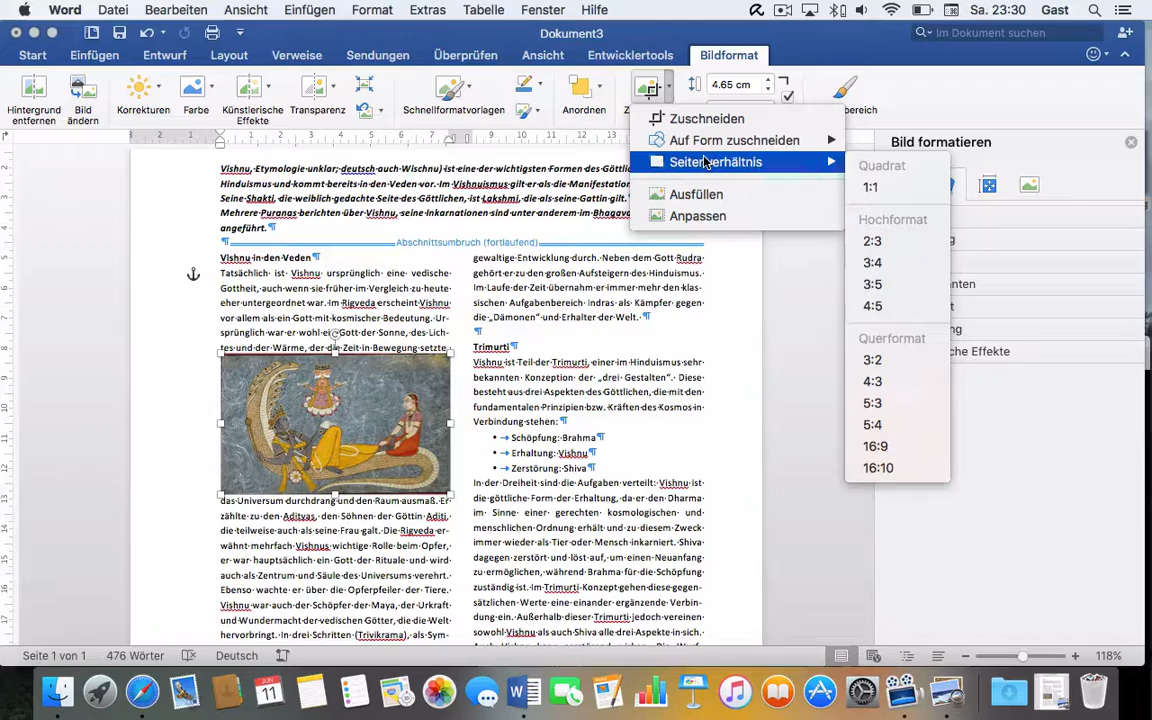 Word Datei Bearbeiten Ansicht Einfügen Format Extras Tabelle Fenster Hilfe Sa. 23:30 Gast
Dokument3
Im Dokument suchen
Start Einfügen Entwurf Layout Verweise Sendungen Überprüfen Ansicht Entwicklertools Bildformat
Hintergrund entfernen
Bild ändern
Korrekturen
Farbe
Künstlerische Effekte
Transparenz
Schnellformatvorlagen
Anordnen
4.65 cm
Zuschneiden
Auf Form zuschneiden
Seitenverhältnis
Ausfüllen
Anpassen
Quadrat
1:1
Hochformat
2:3
3:4
3:5
4:5
Querformat
3:2
4:3
5:3
5:4
16:9
16:10
Bild formatieren
Vishnu, Etymologie unklar; deutsch auch Wischnu) ist eine der wichtigsten Formen des
Hinduismus und kommt bereits in den Veden vor. Im Vishnuismus gilt er als die Manifestation
Seine Shakti, die weiblich gedachte Seite des Göttlichen, ist Lakshmi, die als Gattin gilt.
Mehrere Puranas berichten über Vishnu, seine Inkarnationen sind unter anderem im
angeführt.
Abschnittsumbruch (fortlaufend)
Vishnu in den Veden
Tatsächlich ist Vishnu ursprünglich eine vedische
Gottheit, auch wenn sie früher im Vergleich zu heute
eher untergeordnet war. Im Rigveda erscheint Vishnu
vor allem als ein Gott mit kosmischer Bedeutung. Ur-
sprünglich war er wohl ein Gott der Sonne, des Lich-
tes und der Wärme, der die Zeit in Bewegung setzte,
das Universum durchdrang und den Raum ausmaß. Er
zählte zu den Adityas, den Söhnen der Göttin Aditi,
die teilweise auch als seine Frau galt. Die Rigveda er-
wähnt mehrfach Vishnus wichtige Rolle beim Opfer,
er war hauptsächlich ein Gott der Rituale und wird
auch als Zentrum und Säule des Universums verehrt.
Ebenso wachte er über die Opferpfeiler der Tiere.
Vishnu war auch der Schöpfer der Maya, der Urkraft
und Wundermacht der vedischen Götter, die die Welt
hervorbringt. In drei Schritten (Trivikrama), als Sym-
gewaltige Entwicklung durch. Neben dem Gott Rudra
gehört er zu den großen Aufsteigern des Hinduismus.
Im Laufe der Zeit übernahm er immer mehr den klas-
sischen Aufgabenbereich Indras als Kämpfer gegen
die „Dämonen“ und Erhalter der Welt.
Trimurti
Vishnu ist Teil der Trimurti, einer im Hinduismus sehr
bekannten Konzeption der „drei Gestalten“. Diese
besteht aus drei Aspekten des Göttlichen, die mit den
fundamentalen Prinzipien bzw. Kräften des Kosmos in
Verbindung stehen:
• Schöpfung: Brahma
• Erhaltung: Vishnu
• Zerstörung: Shiva
In der Dreiheit sind die Aufgaben verteilt: Vishnu ist
die göttliche Form der Erhaltung, da er den Dharma
im Sinne einer gerechten kosmologischen und
menschlichen Ordnung erhält und zu diesem Zweck
immer wieder als Tier oder Mensch inkarniert. Shiva
dagegen zerstört und löst auf, um einen Neuanfang
zu ermöglichen, während Brahma für die Schöpfung
zuständig ist. Im Trimurti-Konzept gehen diese gegen-
sätzlichen Werte eine einander ergänzende Verbin-
dung ein. Außerhalb dieser Trimurti jedoch vereinen
sowohl Vishnu als auch Shiva alle drei Aspekte in sich.
Seite 1 von 1 476 Wörter Deutsch 118%